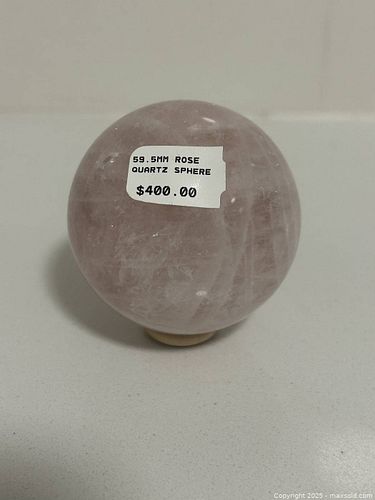 59.5MM ROSE
QUARTZ SPHERE
$400.00
Copyright 2025 - maxsold.com